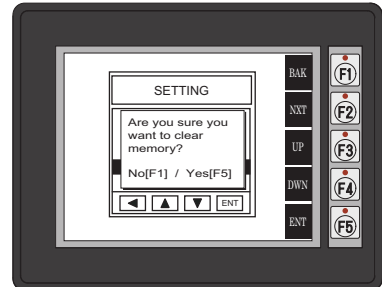 SETTING
Are you sure you
want to clear
memory?
No[F1] / Yes[F5]
ENT
BAK
NXT
UP
DWN
ENT
F1
F2
F3
F4
F5